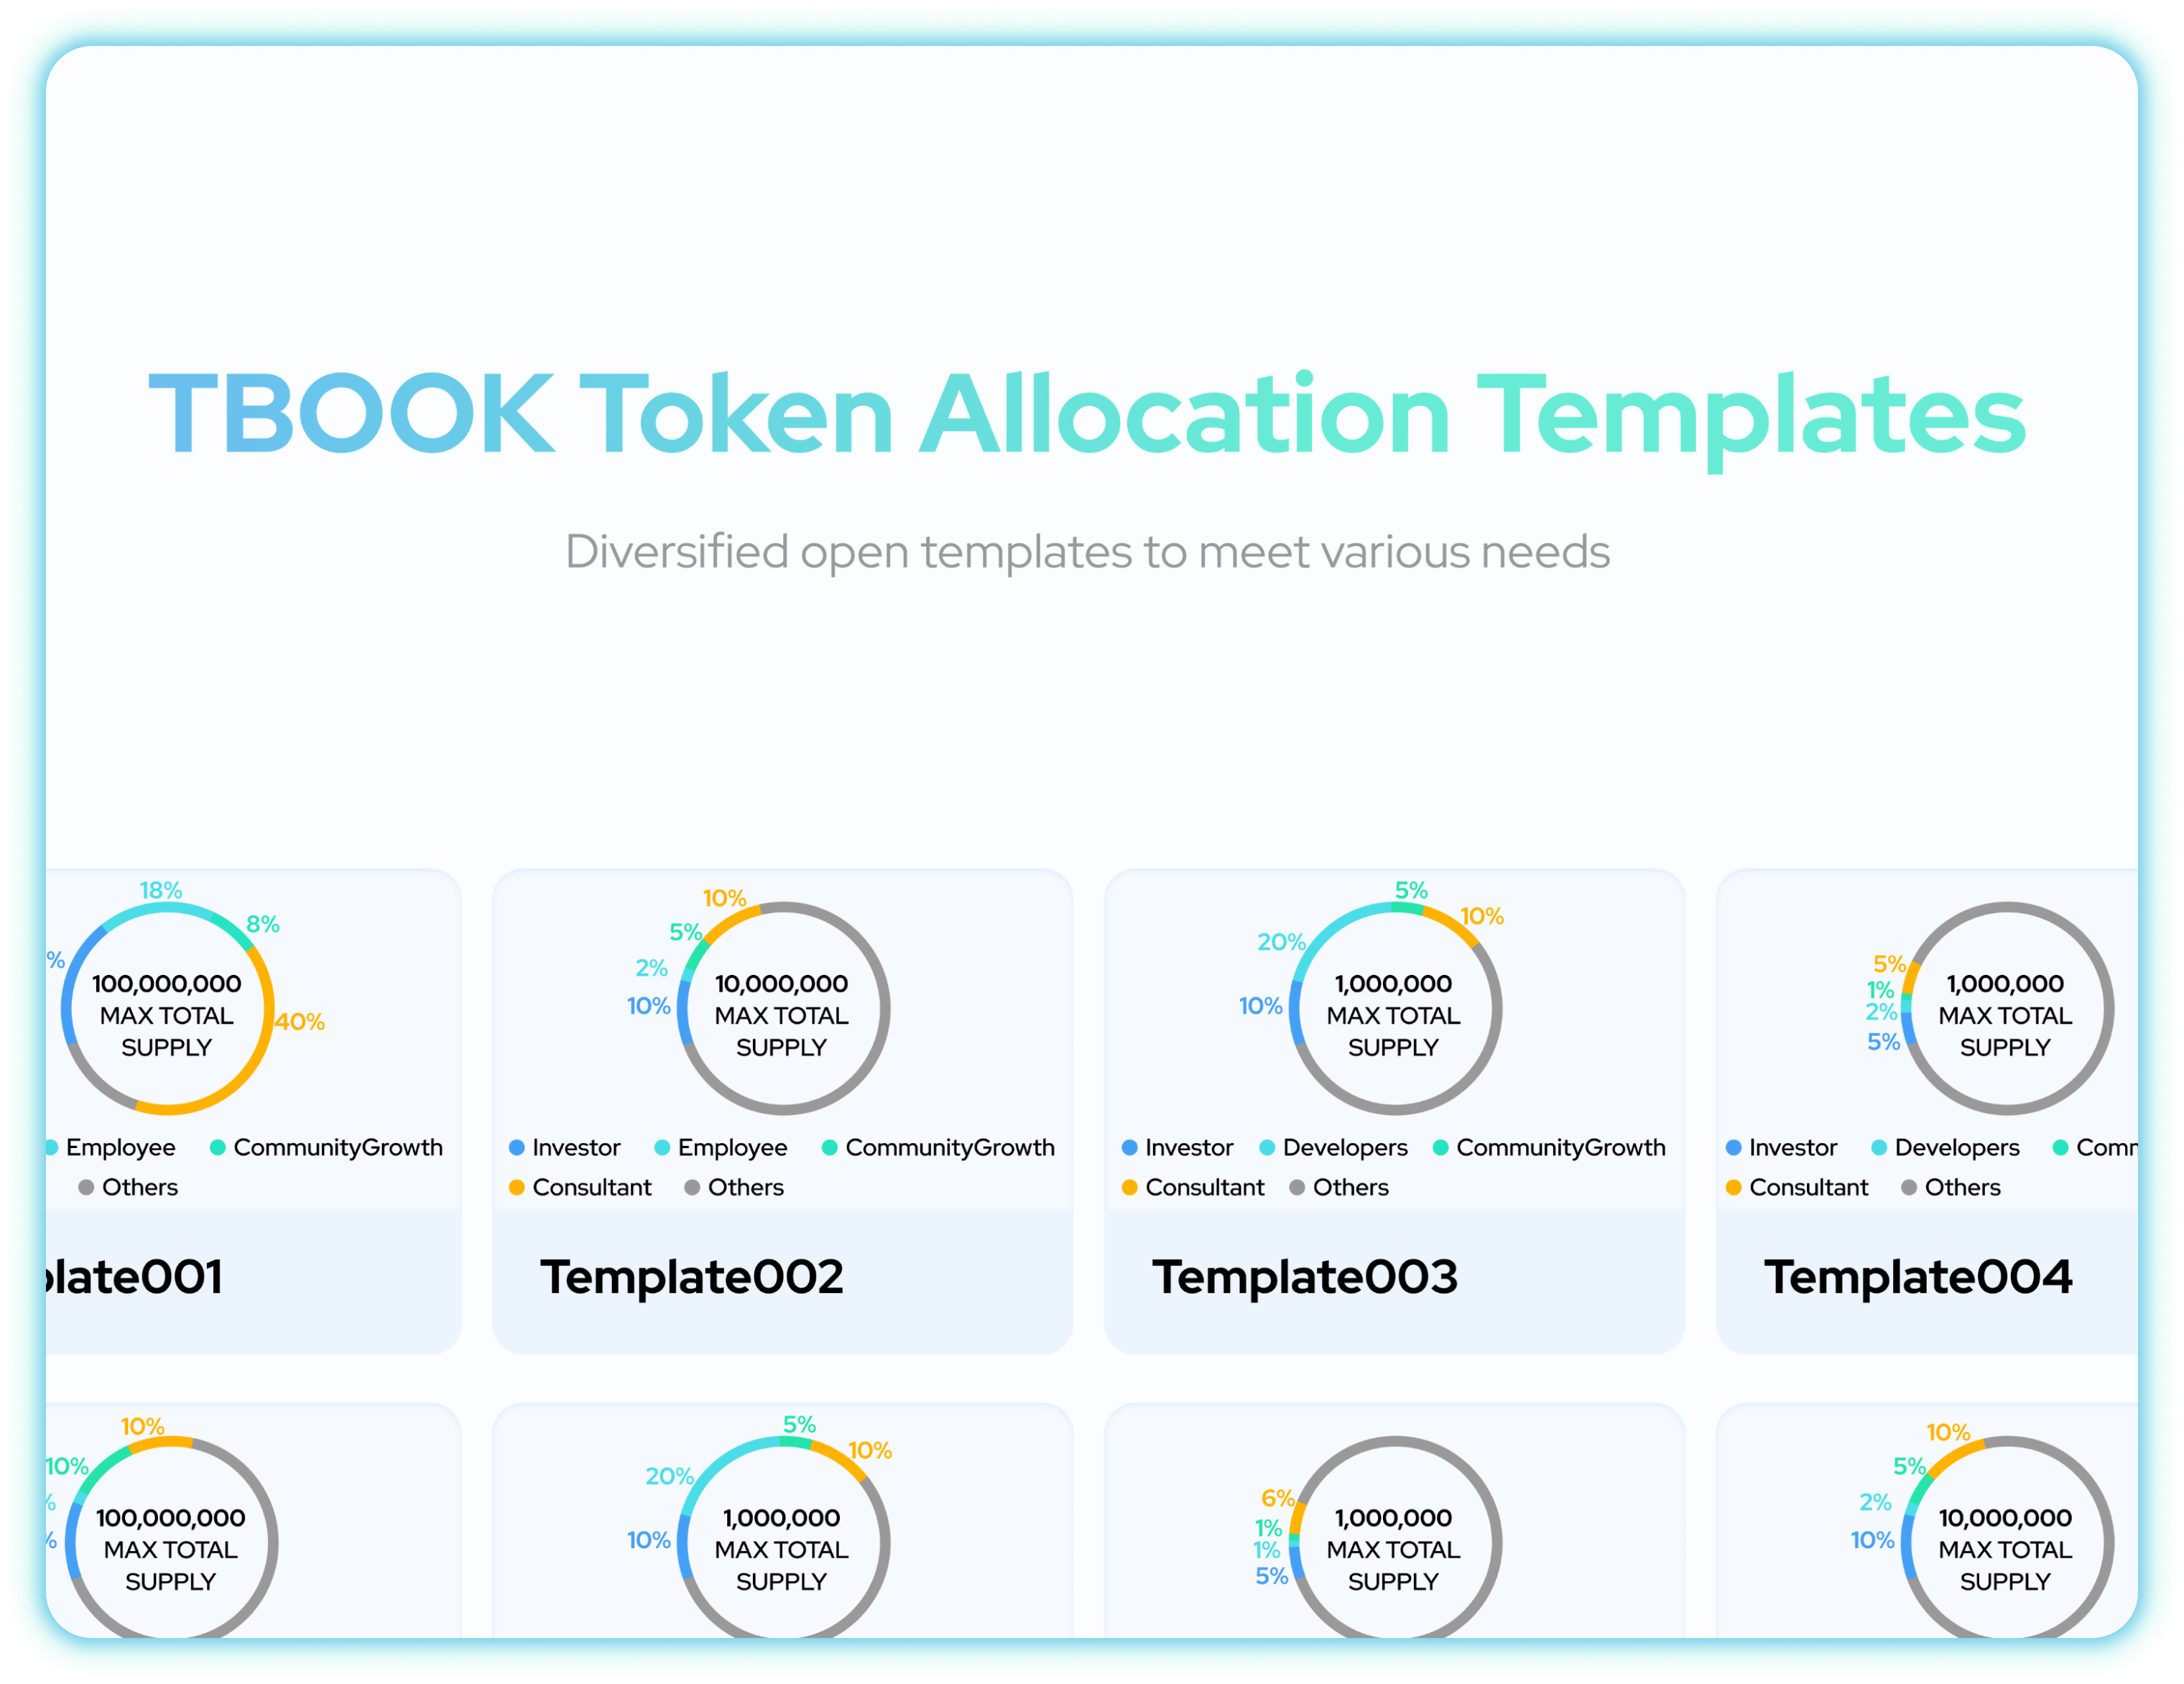 TBOOK Token Allocation Templates
Diversified open templates to meet various needs
18%
8%
%
40%
100,000,000
MAX TOTAL
SUPPLY
Employee CommunityGrowth
Others
plate001
10%
5%
2%
10%
10,000,000
MAX TOTAL
SUPPLY
Investor Employee CommunityGrowth
Consultant Others
Template002
5%
10%
20%
10%
1,000,000
MAX TOTAL
SUPPLY
Investor Developers CommunityGrowth
Consultant Others
Template003
5%
1%
2%
5%
1,000,000
MAX TOTAL
SUPPLY
Investor Developers Comm
Consultant Others
Template004
10%
10%
%
%
100,000,000
MAX TOTAL
SUPPLY
5%
10%
20%
10%
1,000,000
MAX TOTAL
SUPPLY
6%
1%
1%
5%
1,000,000
MAX TOTAL
SUPPLY
10%
5%
2%
10%
10,000,000
MAX TOTAL
SUPPLY